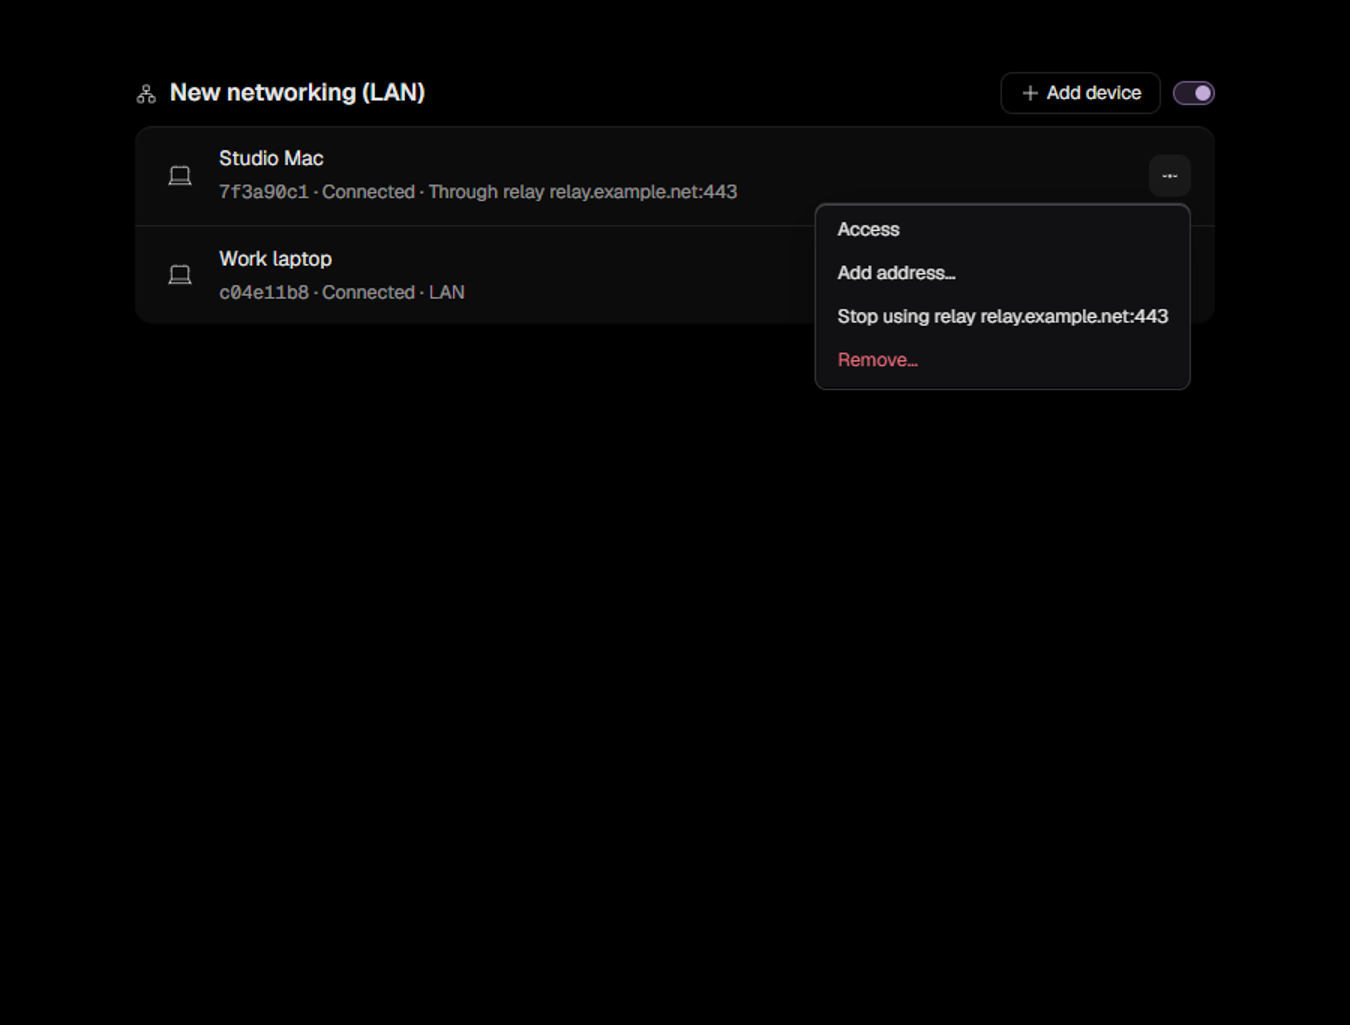 New networking (LAN)
Add device
Studio Mac
7f3a90c1 · Connected · Through relay relay.example.net:443
Access
Work laptop
Add address…
c04e11b8 · Connected · LAN
Stop using relay relay.example.net:443
Remove…